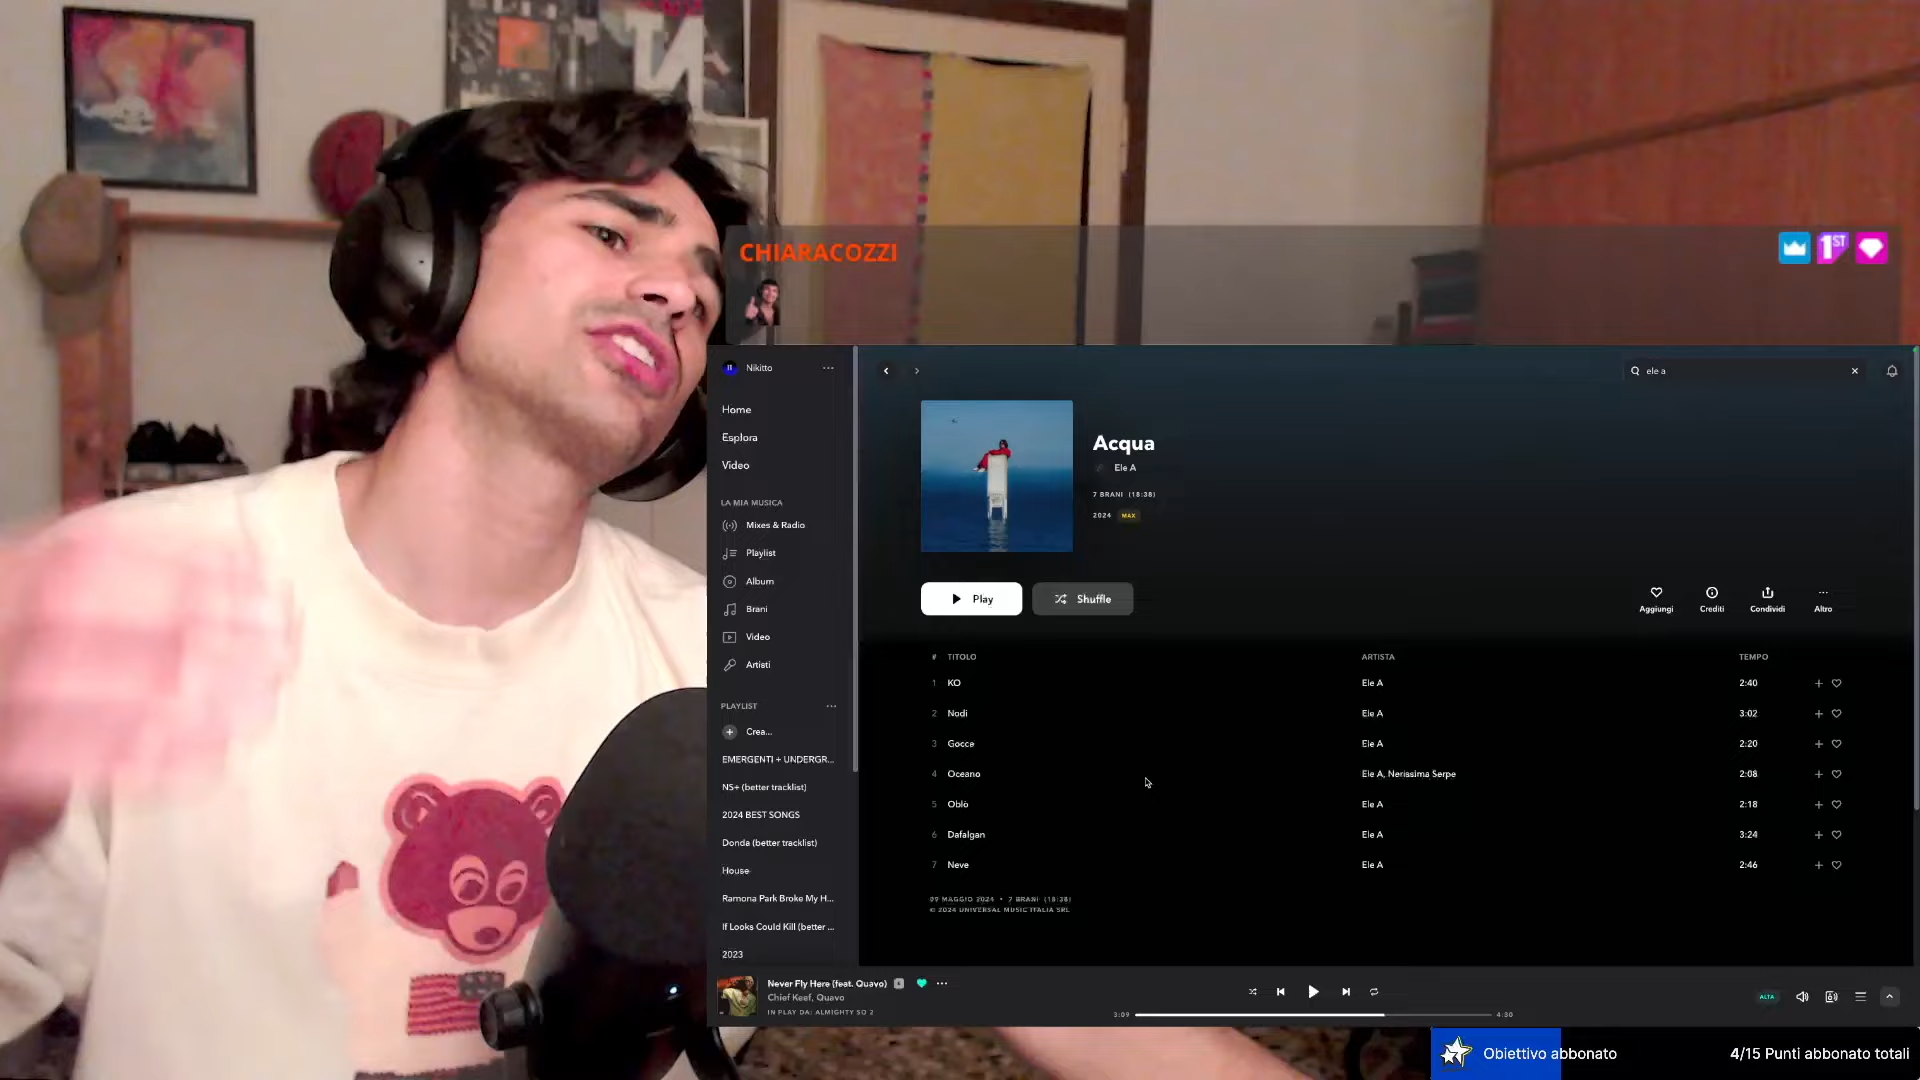 CHIARACOZZI
1ST
Nikitto
ele a
Home
Esplora
Video
LA MIA MUSICA
Mixes & Radio
Playlist
Album
Brani
Video
Artisti
PLAYLIST
Crea...
EMERGENTI + UNDERGR...
NS+ (better tracklist)
2024 BEST SONGS
Donda (better tracklist)
House
Ramona Park Broke My H...
If Looks Could Kill (better ...
2023
Acqua
Ele A
7 BRANI (18:38)
2024 MAX
Play
Shuffle
Aggiungi
Crediti
Condividi
Altro
# TITOLO ARTISTA TEMPO
1 KO Ele A 2:40
2 Nodi Ele A 3:02
3 Gocce Ele A 2:20
4 Oceano Ele A, Nerissima Serpe 2:08
5 Oblò Ele A 2:18
6 Dafalgan Ele A 3:24
7 Neve Ele A 2:46
09 MAGGIO 2024 • 7 BRANI (18:38)
© 2024 UNIVERSAL MUSIC ITALIA SRL
Never Fly Here (feat. Quavo)
Chief Keef, Quavo
IN PLAY DA: ALMIGHTY SO 2
3:09
4:30
ALTA
Obiettivo abbonato
4/15 Punti abbonato totali